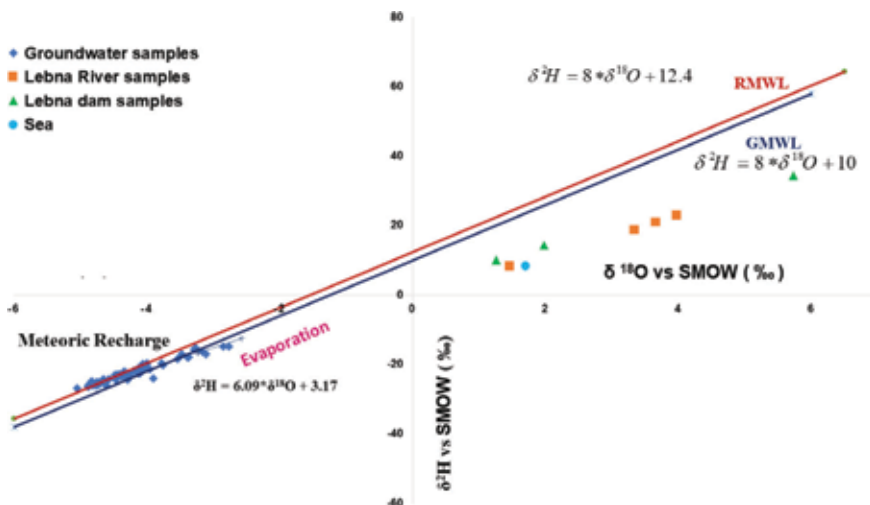 80
Groundwater samples
Lebna River samples
Lebna dam samples
Sea
δ²H = 8*δ¹⁸O + 12.4
RMWL
60
GMWL
δ²H = 8*δ¹⁸O + 10
40
20
δ ¹⁸O vs SMOW ( ‰ )
-6 -4 -2 0 2 4 6
Meteoric Recharge
Evaporation
δ²H = 6.09*δ¹⁸O + 3.17
-20
-40
-60
δ²H vs SMOW ( ‰ )